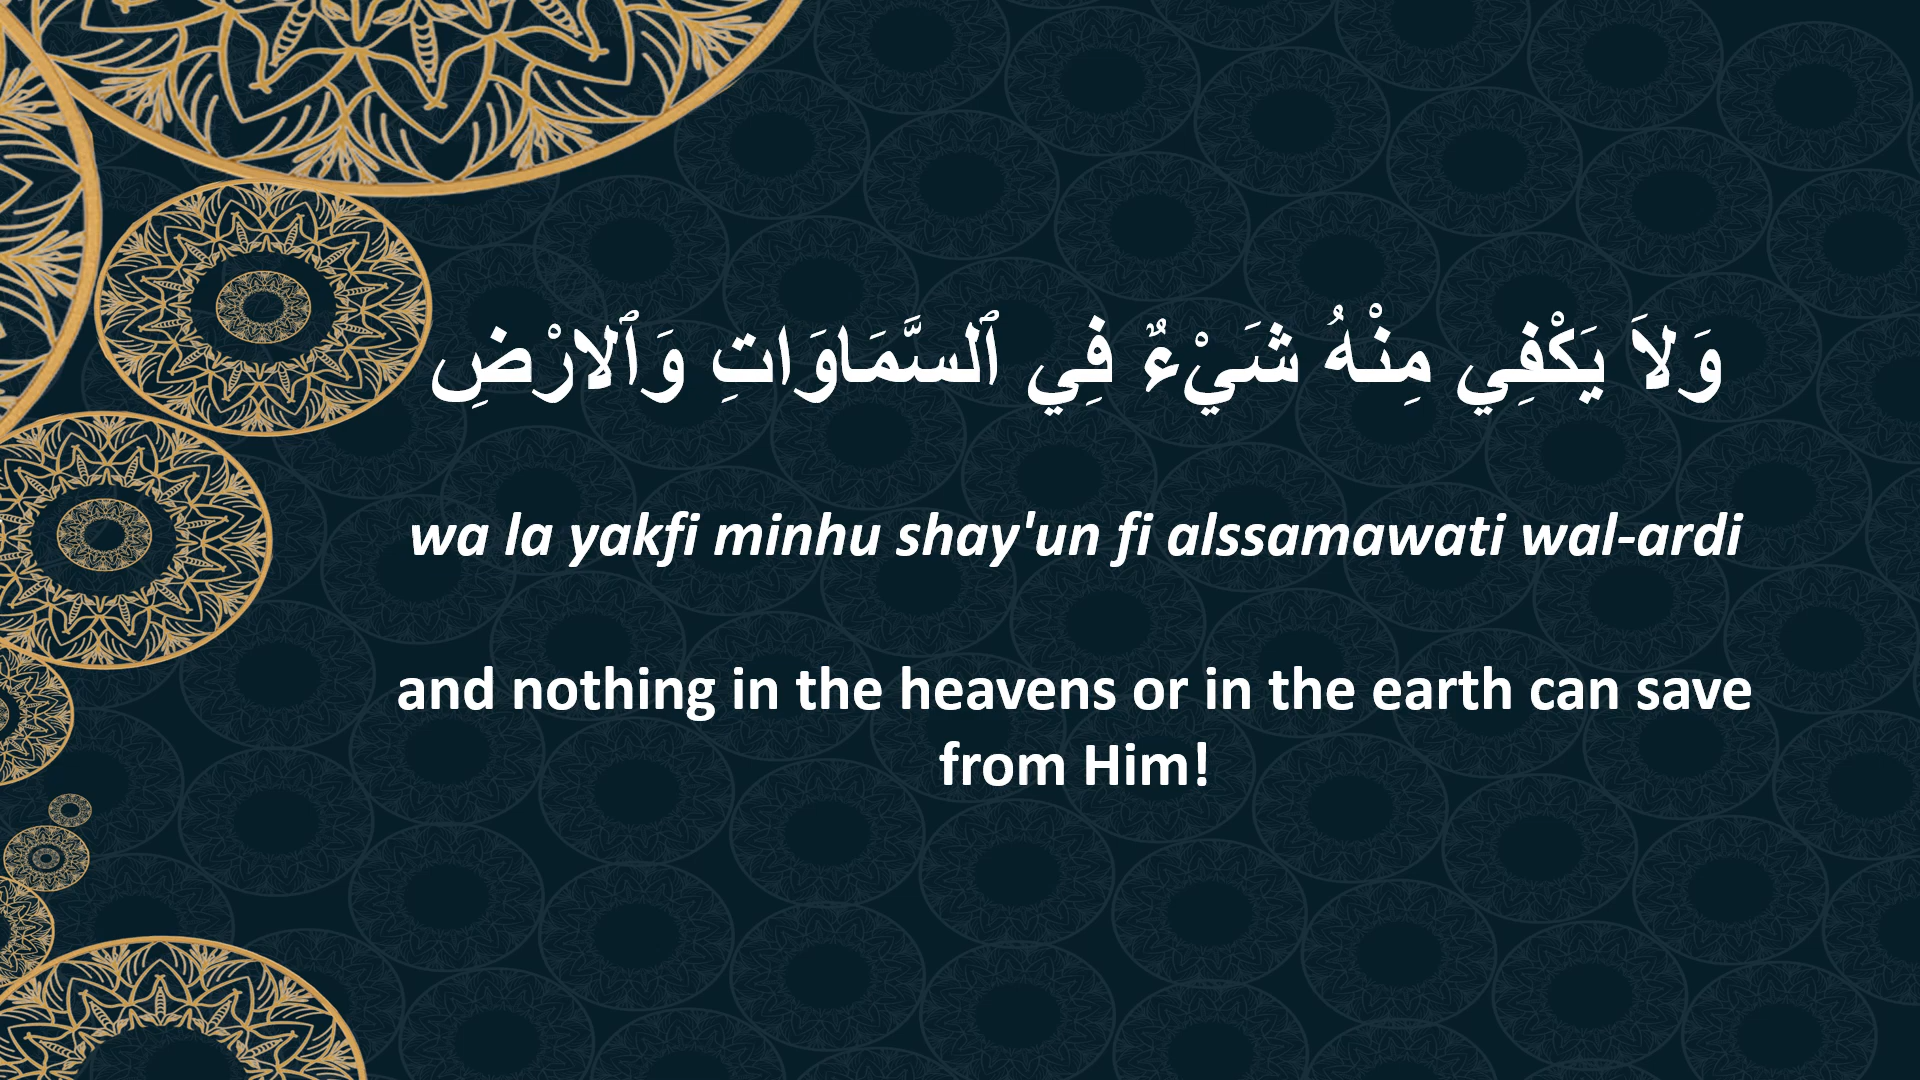 وَلاَ يَكْفِي مِنْهُ شَيْءٌ فِي ٱلسَّمَاوَاتِ وَٱلارْضِ
wa la yakfi minhu shay'un fi alssamawati wal-ardi
and nothing in the heavens or in the earth can save
from Him!